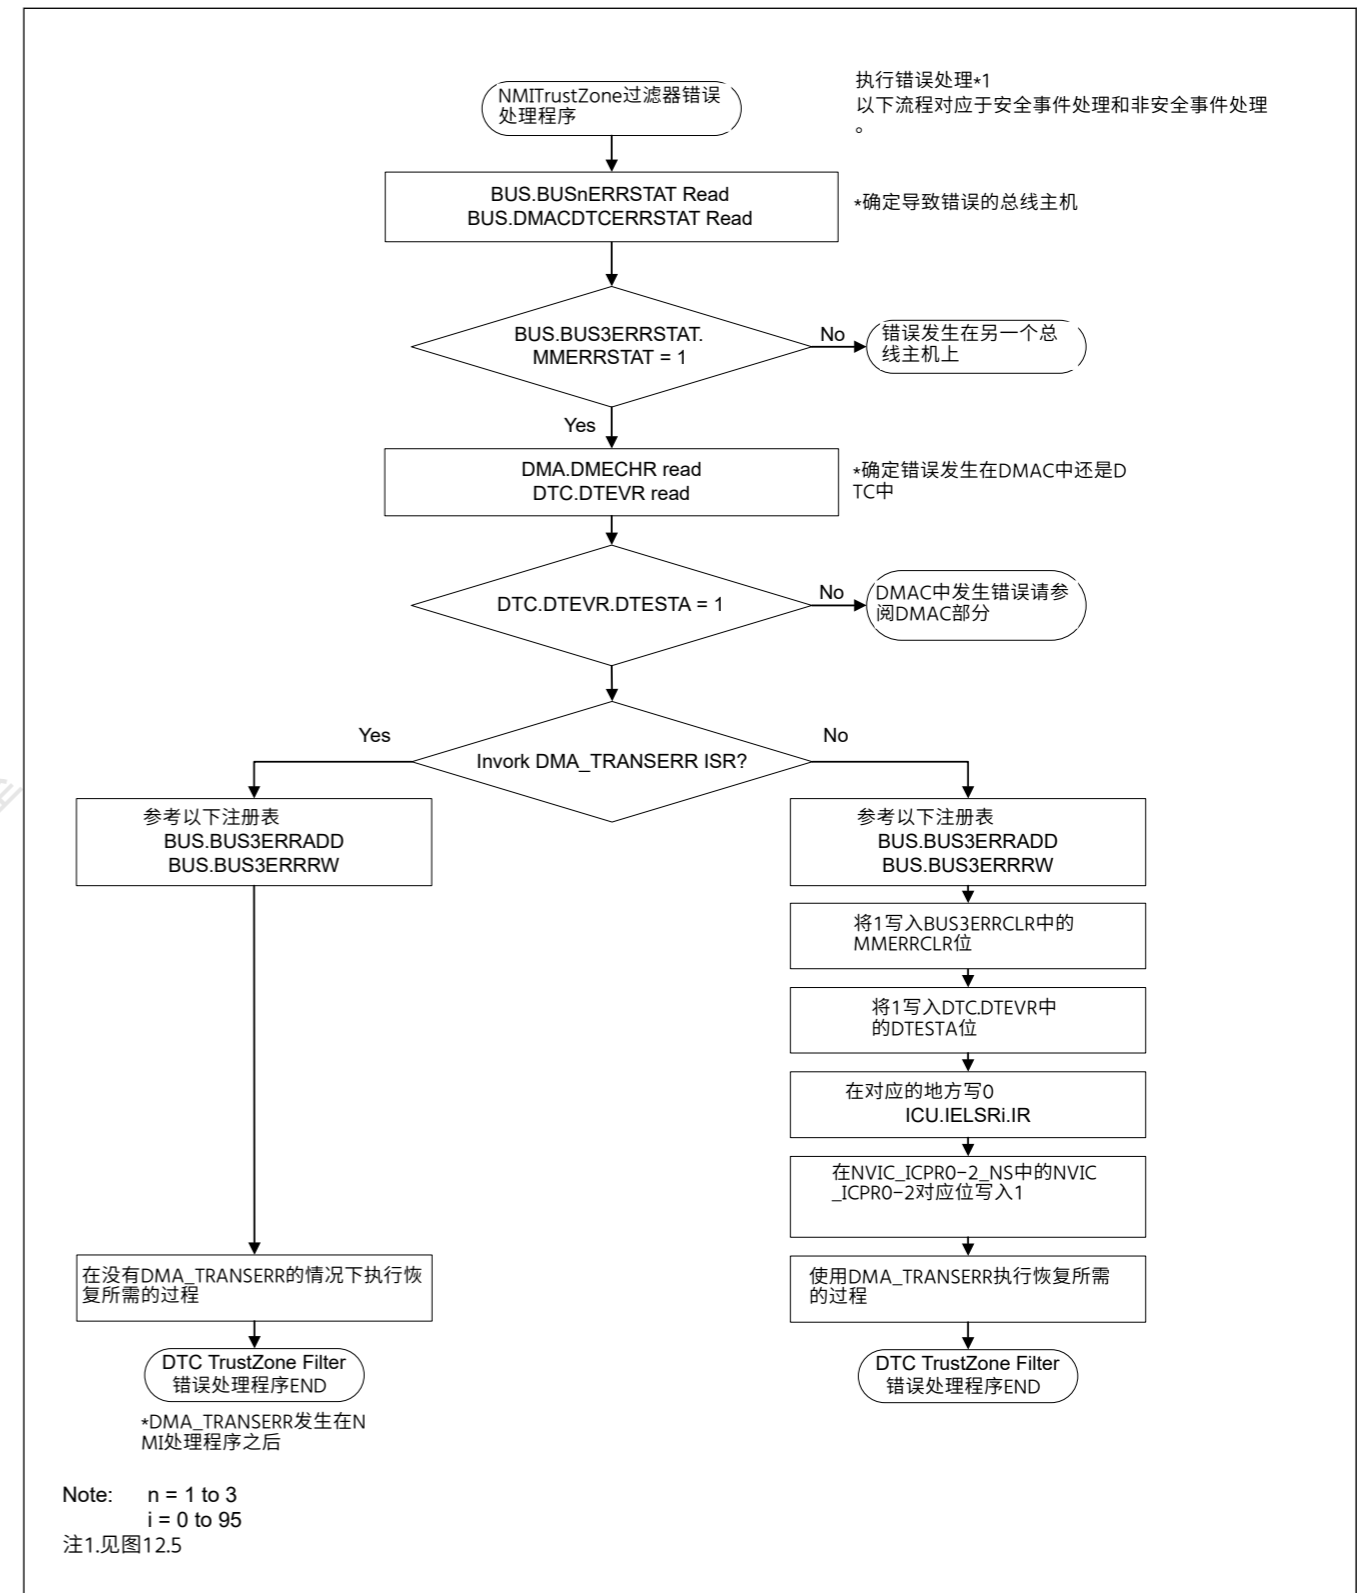 NMITrustZone过滤器错误
处理程序
执行错误处理*1
以下流程对应于安全事件处理和非安全事件处理
。
BUS.BUSnERRSTAT Read
BUS.DMACDTCERRSTAT Read
*确定导致错误的总线主机
BUS.BUS3ERRSTAT.
MMERRSTAT = 1
No
错误发生在另一个总
线主机上
Yes
DMA.DMECHR read
DTC.DTEVR read
*确定错误发生在DMAC中还是D
TC中
DTC.DTEVR.DTESTA = 1
No
DMAC中发生错误请参
阅DMAC部分
Yes
Invork DMA_TRANSERR ISR?
No
参考以下注册表
BUS.BUS3ERRADD
BUS.BUS3ERRRW
参考以下注册表
BUS.BUS3ERRADD
BUS.BUS3ERRRW
将1写入BUS3ERRCLR中的
MMERRCLR位
将1写入DTC.DTEVR中
的DTESTA位
在对应的地方写0
ICU.IELSRi.IR
在NVIC_ICPR0-2_NS中的NVIC
_ICPR0-2对应位写入1
在没有DMA_TRANSERR的情况下执行恢
复所需的过程
使用DMA_TRANSERR执行恢复所需
的过程
DTC TrustZone Filter
错误处理程序END
DTC TrustZone Filter
错误处理程序END
*DMA_TRANSERR发生在N
MI处理程序之后
Note: n = 1 to 3
i = 0 to 95
注1.见图12.5